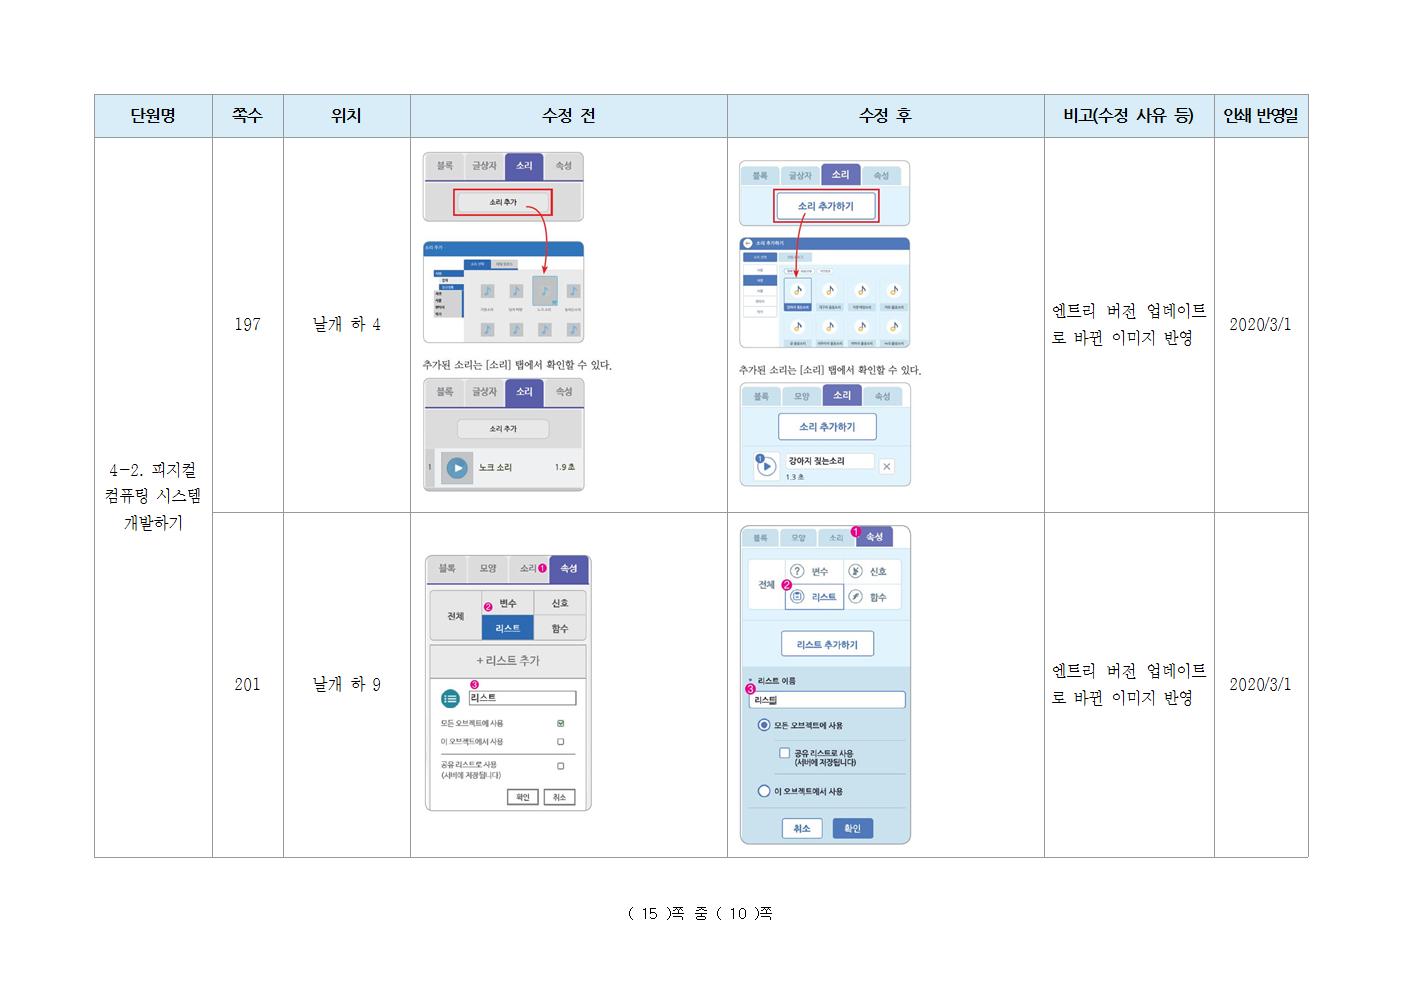 단원명 쪽수 위치 수정 전 수정 후 비고(수정 사유 등) 인쇄 반영일
4-2. 피지컬
컴퓨팅 시스템
개발하기
197
날개 하 4
블록 글상자 소리 속성
소리 추가
소리 추가
소리 선택
추가된 소리는 [소리] 탭에서 확인할 수 있다.
블록 글상자 소리 속성
소리 추가
1 노크 소리 1.9 초
블록 글상자 소리 속성
소리 추가하기
소리 추가하기
추가된 소리는 [소리] 탭에서 확인할 수 있다.
블록 모양 소리 속성
소리 추가하기
1 강아지 짖는소리
1.3 초
엔트리 버전 업데이트
로 바뀐 이미지 반영
2020/3/1
201
날개 하 9
블록 모양 소리 1 속성
전체 2 변수 신호
리스트 함수
+ 리스트 추가
3
리스트
모든 오브젝트에 사용
이 오브젝트에서 사용
공유 리스트로 사용
(서버에 저장됩니다)
확인 취소
블록 모양 소리 1 속성
전체 ? 변수 신호
2 리스트 함수
리스트 추가하기
리스트 이름
3
리스트
모든 오브젝트에 사용
공유 리스트로 사용
(서버에 저장됩니다)
이 오브젝트에서 사용
취소 확인
엔트리 버전 업데이트
로 바뀐 이미지 반영
2020/3/1
( 15 )쪽 중 ( 10 )쪽